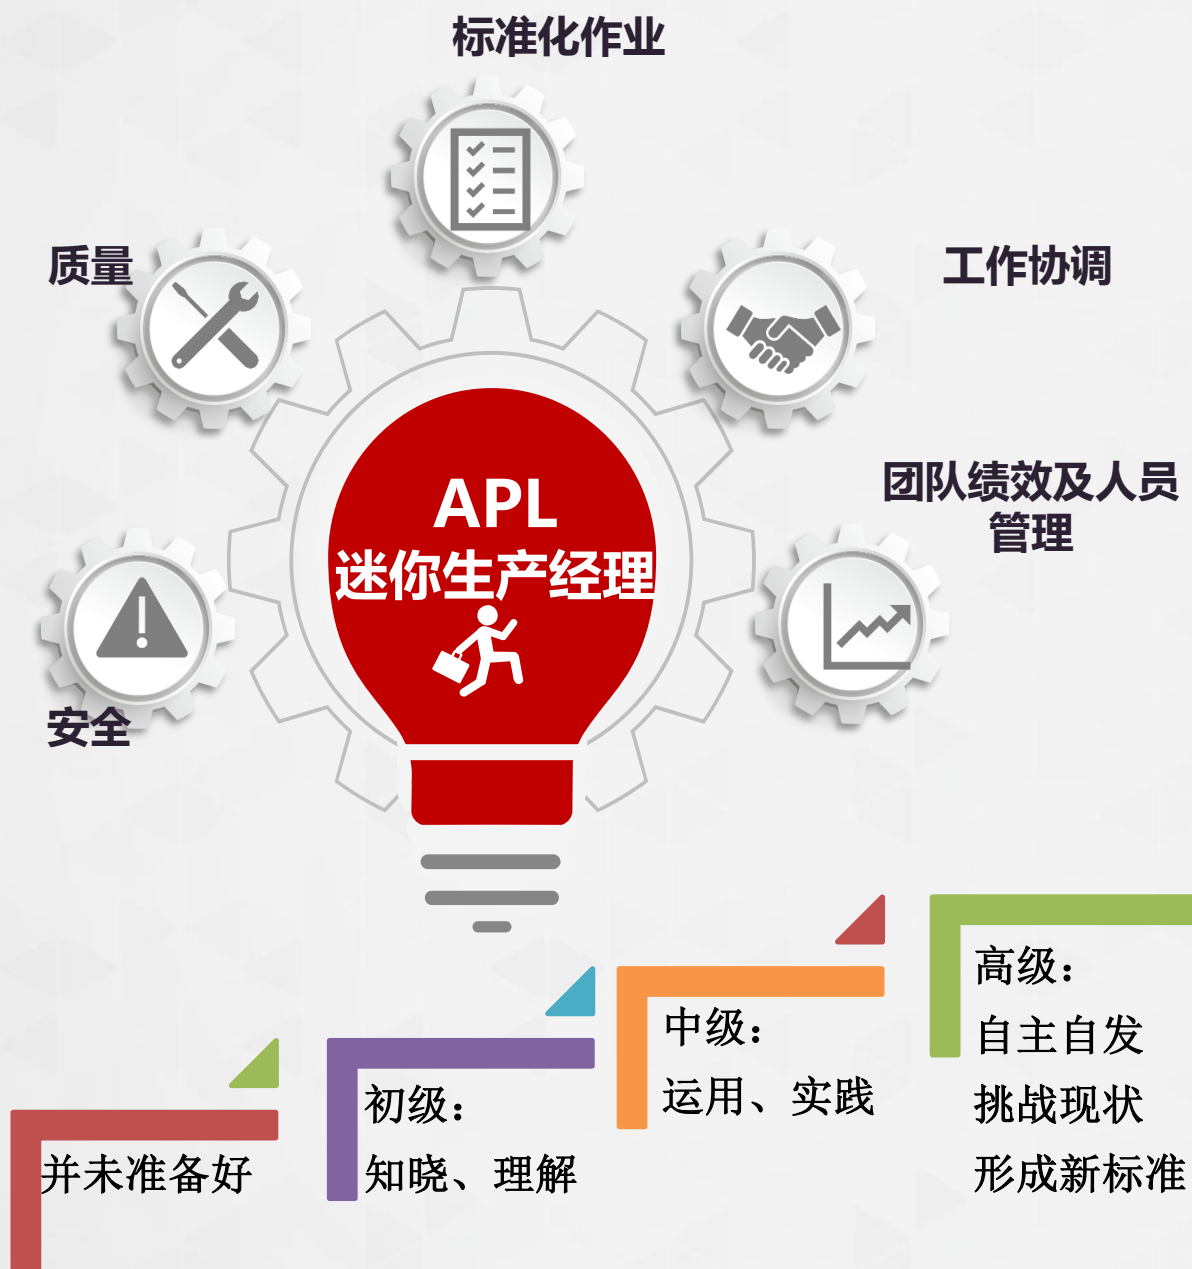 标准化作业
质量
工作协调
团队绩效及人员
管理
APL
迷你生产经理
安全
高级：
自主自发
挑战现状
形成新标准
中级：
运用、实践
初级：
知晓、理解
并未准备好